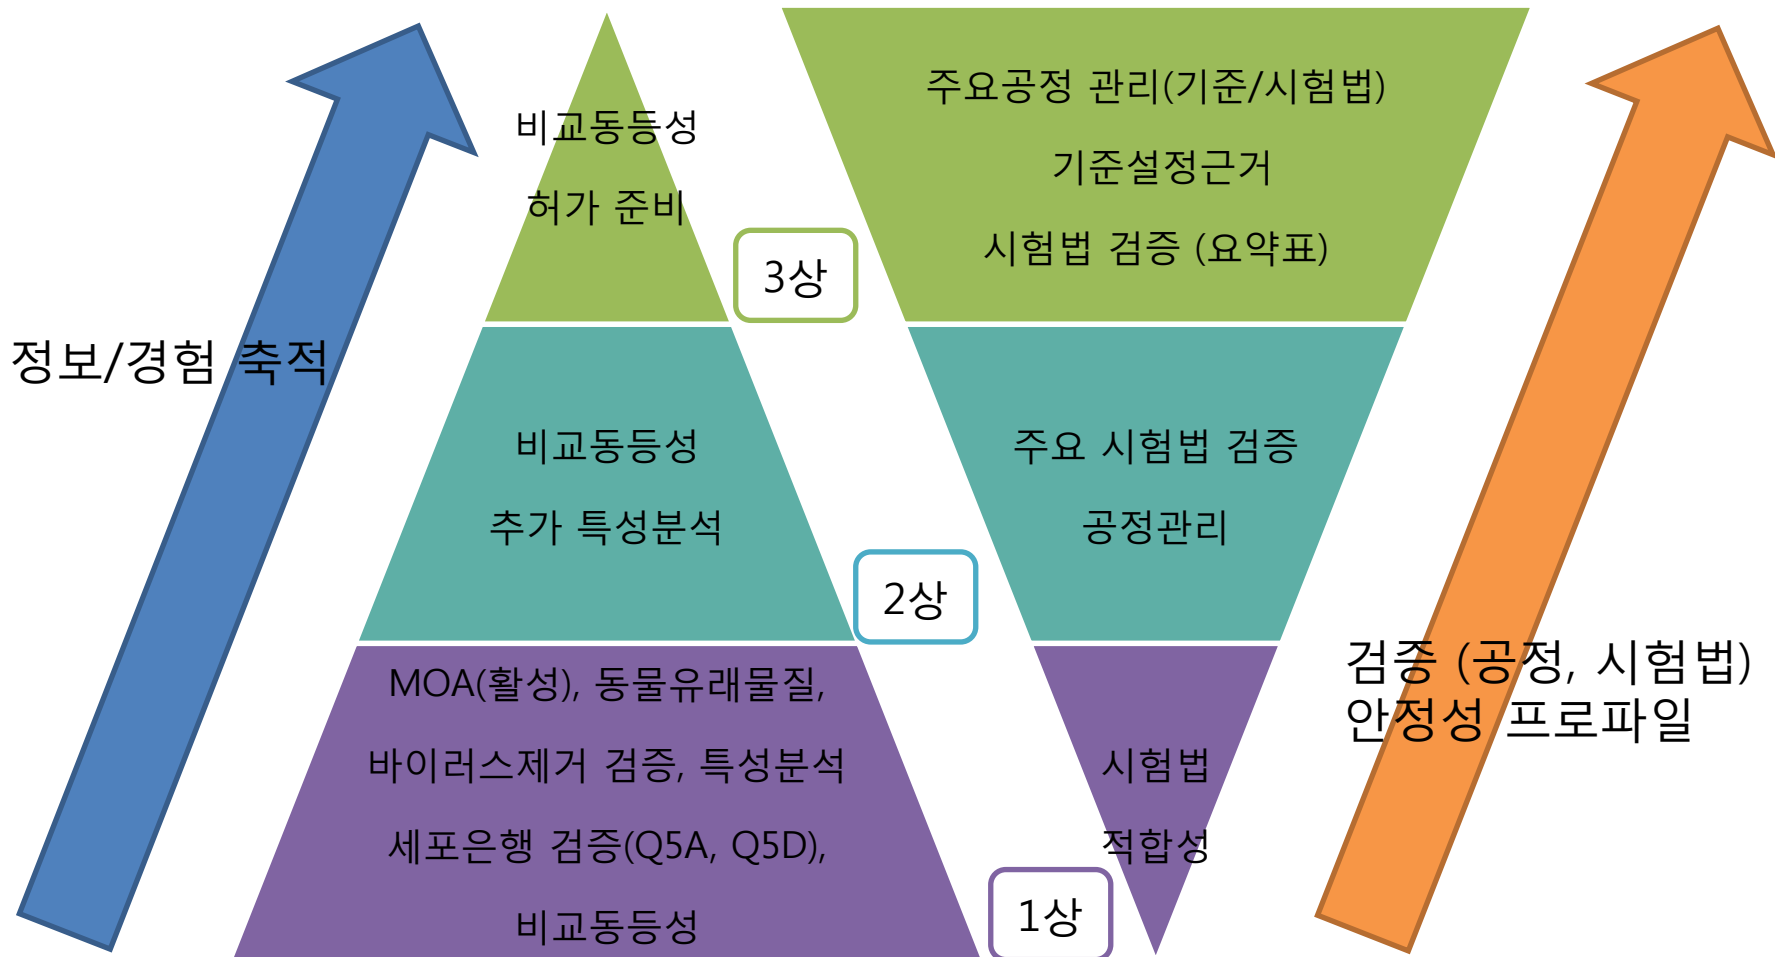 비교동등성
허가 준비
주요공정 관리(기준/시험법)
기준설정근거
시험법 검증 (요약표)
3상
정보/경험 축적
비교동등성
추가 특성분석
주요 시험법 검증
공정관리
2상
MOA(활성), 동물유래물질,
바이러스제거 검증, 특성분석
세포은행 검증(Q5A, Q5D),
비교동등성
시험법
적합성
1상
검증 (공정, 시험법)
안정성 프로파일